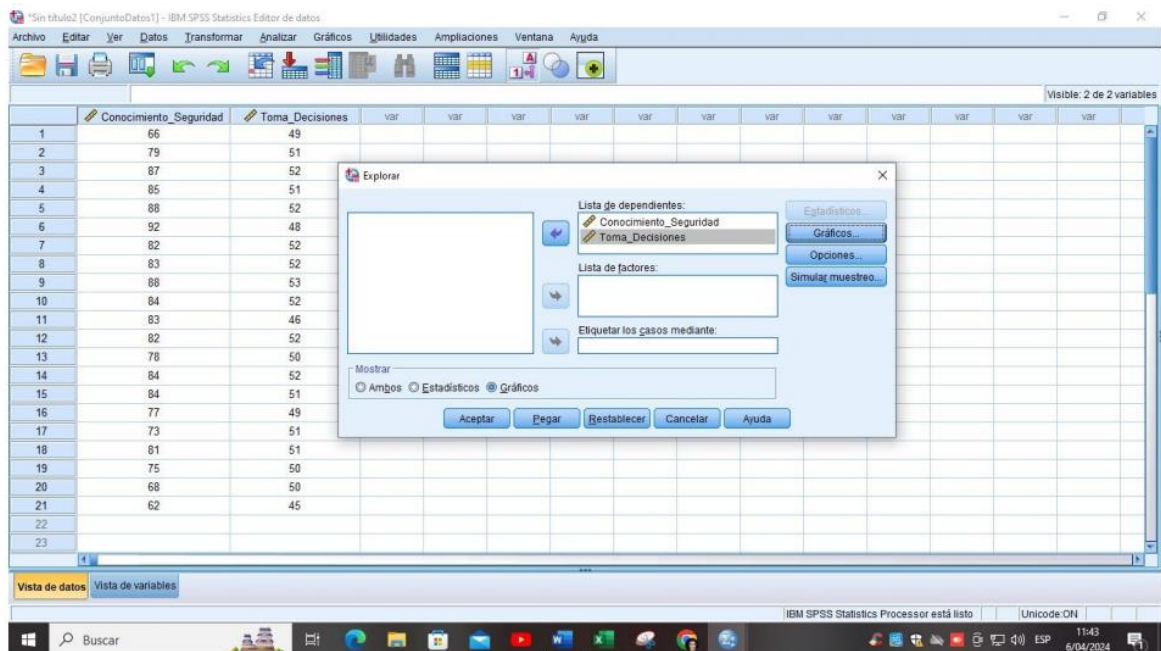 *Sin título2 [ConjuntoDatos1] - IBM SPSS Statistics Editor de datos
Archivo Editar Ver Datos Transformar Analizar Gráficos Utilidades Ampliaciones Ventana Ayuda
Visible: 2 de 2 variables
Conocimiento_Seguridad Toma_Decisiones var var var var var var var var var var var var
1 66 49
2 79 51
3 87 52
4 85 51
5 88 52
6 92 48
7 82 52
8 83 52
9 88 53
10 84 52
11 83 46
12 82 52
13 78 50
14 84 52
15 84 51
16 77 49
17 73 51
18 81 51
19 75 50
20 68 50
21 62 45
22
23
Explorar
Lista de dependientes:
Conocimiento_Seguridad
Toma_Decisiones
Estadísticos...
Gráficos...
Opciones...
Simular muestreo...
Lista de factores:
Etiquetar los casos mediante:
Mostrar
Ambos Estadísticos Gráficos
Aceptar Pegar Restablecer Cancelar Ayuda
Vista de datos Vista de variables
IBM SPSS Statistics Processor está listo Unicode:ON
Buscar
ESP 11:43
6/04/2024